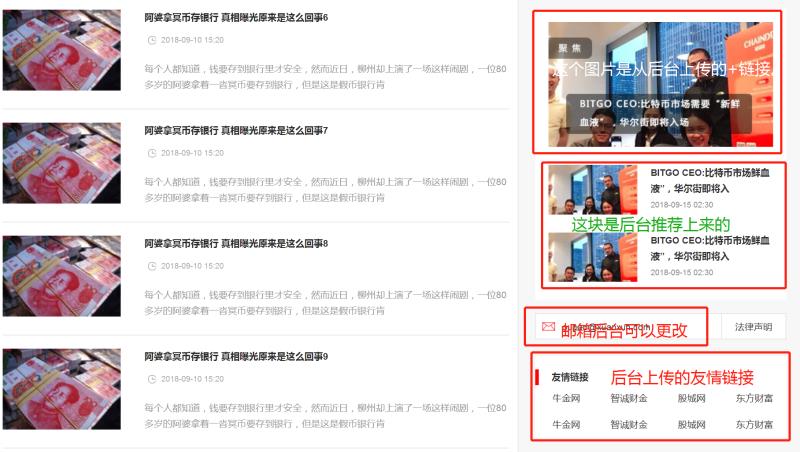 阿婆拿冥币存银行 真相曝光原来是这么回事6
2018-09-10 15:20
每个人都知道，钱要存到银行里才安全，然而近日，柳州却上演了一场这样闹剧，一位80
多岁的阿婆拿着一沓冥币要存银行，但是这是假币银行肯
阿婆拿冥币存银行 真相曝光原来是这么回事7
2018-09-10 15:20
每个人都知道，钱要存到银行里才安全，然而近日，柳州却上演了一场这样闹剧，一位80
多岁的阿婆拿着一沓冥币要存银行，但是这是假币银行肯
阿婆拿冥币存银行 真相曝光原来是这么回事8
2018-09-10 15:20
每个人都知道，钱要存到银行里才安全，然而近日，柳州却上演了一场这样闹剧，一位80
多岁的阿婆拿着一沓冥币要存银行，但是这是假币银行肯
阿婆拿冥币存银行 真相曝光原来是这么回事9
2018-09-10 15:20
每个人都知道，钱要存到银行里才安全，然而近日，柳州却上演了一场这样闹剧，一位80
多岁的阿婆拿着一沓冥币要存银行，但是这是假币银行肯
聚焦
这个图片是从后台上传的+链接
BITGO CEO:比特币市场需要“新鲜
血液”，华尔街即将入场
BITGO CEO:比特币市场鲜血
液”，华尔街即将入
2018-09-15 02:30
这块是后台推荐上来的
BITGO CEO:比特币市场鲜血
液”，华尔街即将入
2018-09-15 02:30
邮箱后台可以更改
法律声明
友情链接
后台上传的友情链接
牛金网 智诚财金 股城网 东方财富
牛金网 智诚财金 股城网 东方财富